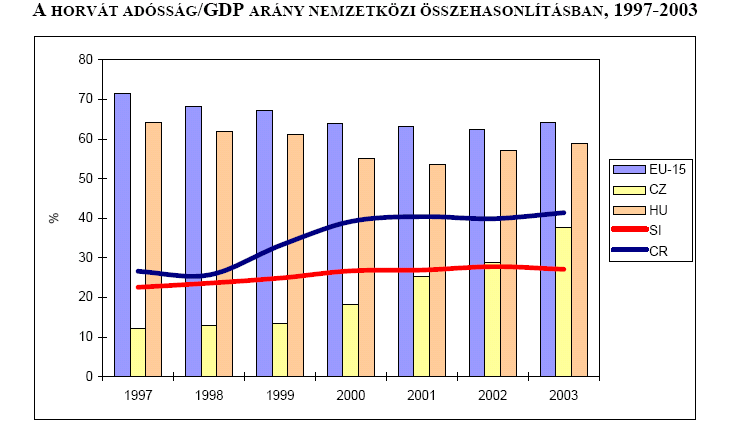 A HORVÁT ADÓSSÁG/GDP ARÁNY NEMZETKÖZI ÖSSZEHASONLÍTÁSBAN, 1997-2003
80
70
60
50
40
30
20
10
0
%
1997 1998 1999 2000 2001 2002 2003
EU-15
CZ
HU
SI
CR